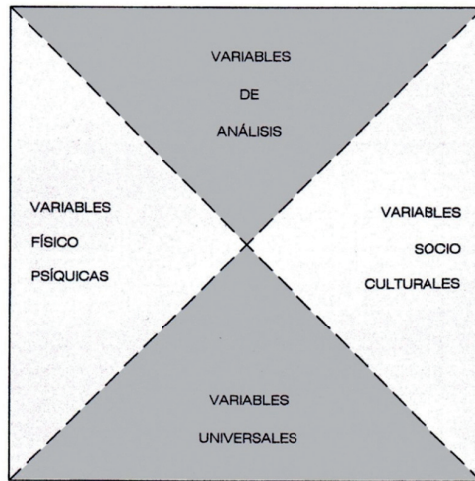 VARIABLES
DE
ANÁLISIS
VARIABLES
FÍSICO
PSÍQUICAS
VARIABLES
SOCIO
CULTURALES
VARIABLES
UNIVERSALES